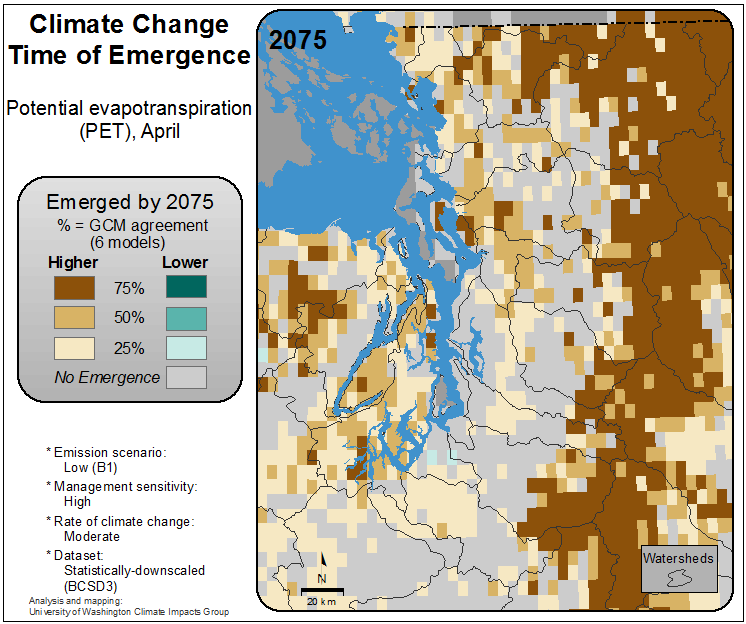 Climate Change
Time of Emergence
Potential evapotranspiration
(PET), April
Emerged by 2075
% = GCM agreement
(6 models)
Higher Lower
75%
50%
25%
No Emergence
* Emission scenario:
Low (B1)
* Management sensitivity:
High
* Rate of climate change:
Moderate
* Dataset:
Statistically-downscaled
(BCSD3)
Analysis and mapping:
University of Washington Climate Impacts Group
2075
N
20 km
Watersheds